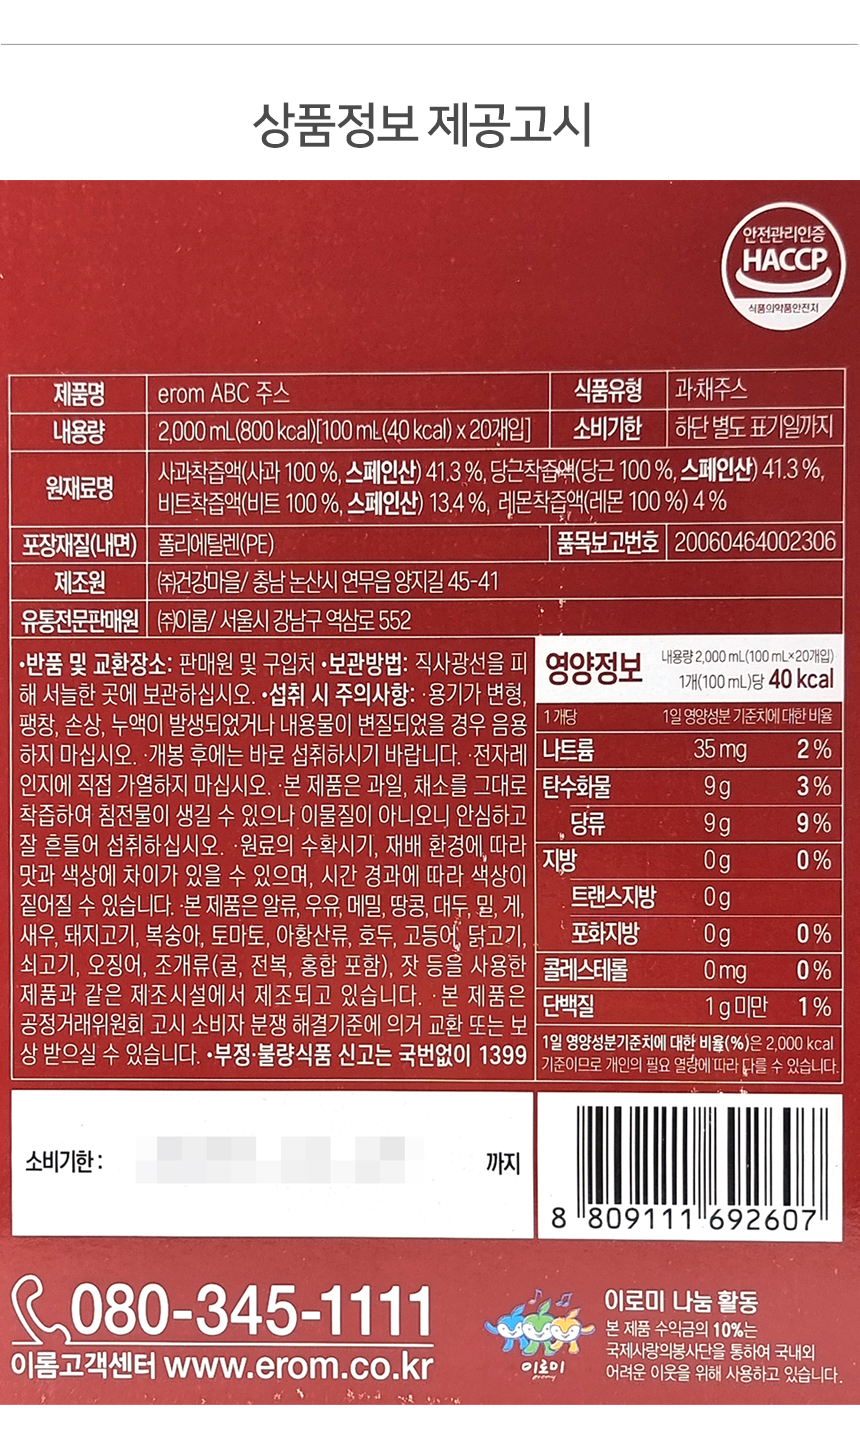 상품정보 제공고시
안전관리인증
HACCP
식품의약품안전처
제품명 erom ABC 주스 식품유형 과·채주스
내용량 2,000 mL(800 kcal)[100 mL(40 kcal) x 20개입] 소비기한 하단 별도 표기일까지
원재료명 사과착즙액(사과 100 %, 스페인산) 41.3 %, 당근착즙액(당근 100 %, 스페인산) 41.3 %,
비트착즙액(비트 100 %, 스페인산) 13.4 %, 레몬착즙액(레몬 100 %) 4 %
포장재질(내면) 폴리에틸렌(PE) 품목보고번호 20060464002306
제조원 ㈜건강마을/ 충남 논산시 연무읍 양지길 45-41
유통전문판매원 ㈜이롬/ 서울시 강남구 역삼로 552
•반품 및 교환장소: 판매원 및 구입처 •보관방법: 직사광선을 피
해 서늘한 곳에 보관하십시오. •섭취 시 주의사항: ·용기가 변형,
팽창, 손상, 누액이 발생되었거나 내용물이 변질되었을 경우 음용
하지 마십시오. ·개봉 후에는 바로 섭취하시기 바랍니다. ·전자레
인지에 직접 가열하지 마십시오. ·본 제품은 과일, 채소를 그대로
착즙하여 침전물이 생길 수 있으나 이물질이 아니오니 안심하고
잘 흔들어 섭취하십시오. ·원료의 수확시기, 재배 환경에 따라
맛과 색상에 차이가 있을 수 있으며, 시간 경과에 따라 색상이
짙어질 수 있습니다. ·본 제품은 알류, 우유, 메밀, 땅콩, 대두, 밀, 게,
새우, 돼지고기, 복숭아, 토마토, 아황산류, 호두, 고등어, 닭고기,
쇠고기, 오징어, 조개류(굴, 전복, 홍합 포함), 잣 등을 사용한
제품과 같은 제조시설에서 제조되고 있습니다. ·본 제품은
공정거래위원회 고시 소비자 분쟁 해결기준에 의거 교환 또는 보
상 받으실 수 있습니다. •부정·불량식품 신고는 국번없이 1399
영양정보 내용량 2,000 mL(100 mL×20개입)
1개(100 mL)당 40 kcal
1개당 1일 영양성분 기준치에 대한 비율
나트륨 35 mg 2 %
탄수화물 9 g 3 %
당류 9 g 9 %
지방 0 g 0 %
트랜스지방 0 g
포화지방 0 g 0 %
콜레스테롤 0 mg 0 %
단백질 1 g 미만 1 %
1일 영양성분기준치에 대한 비율(%)은 2,000 kcal
기준이므로 개인의 필요 열량에 따라 다를 수 있습니다.
소비기한 : 까지
8 809111 692607
080-345-1111
이롬고객센터 www.erom.co.kr
이로미
이로미 나눔 활동
본 제품 수익금의 10%는
국제사랑의봉사단을 통하여 국내외
어려운 이웃을 위해 사용하고 있습니다.